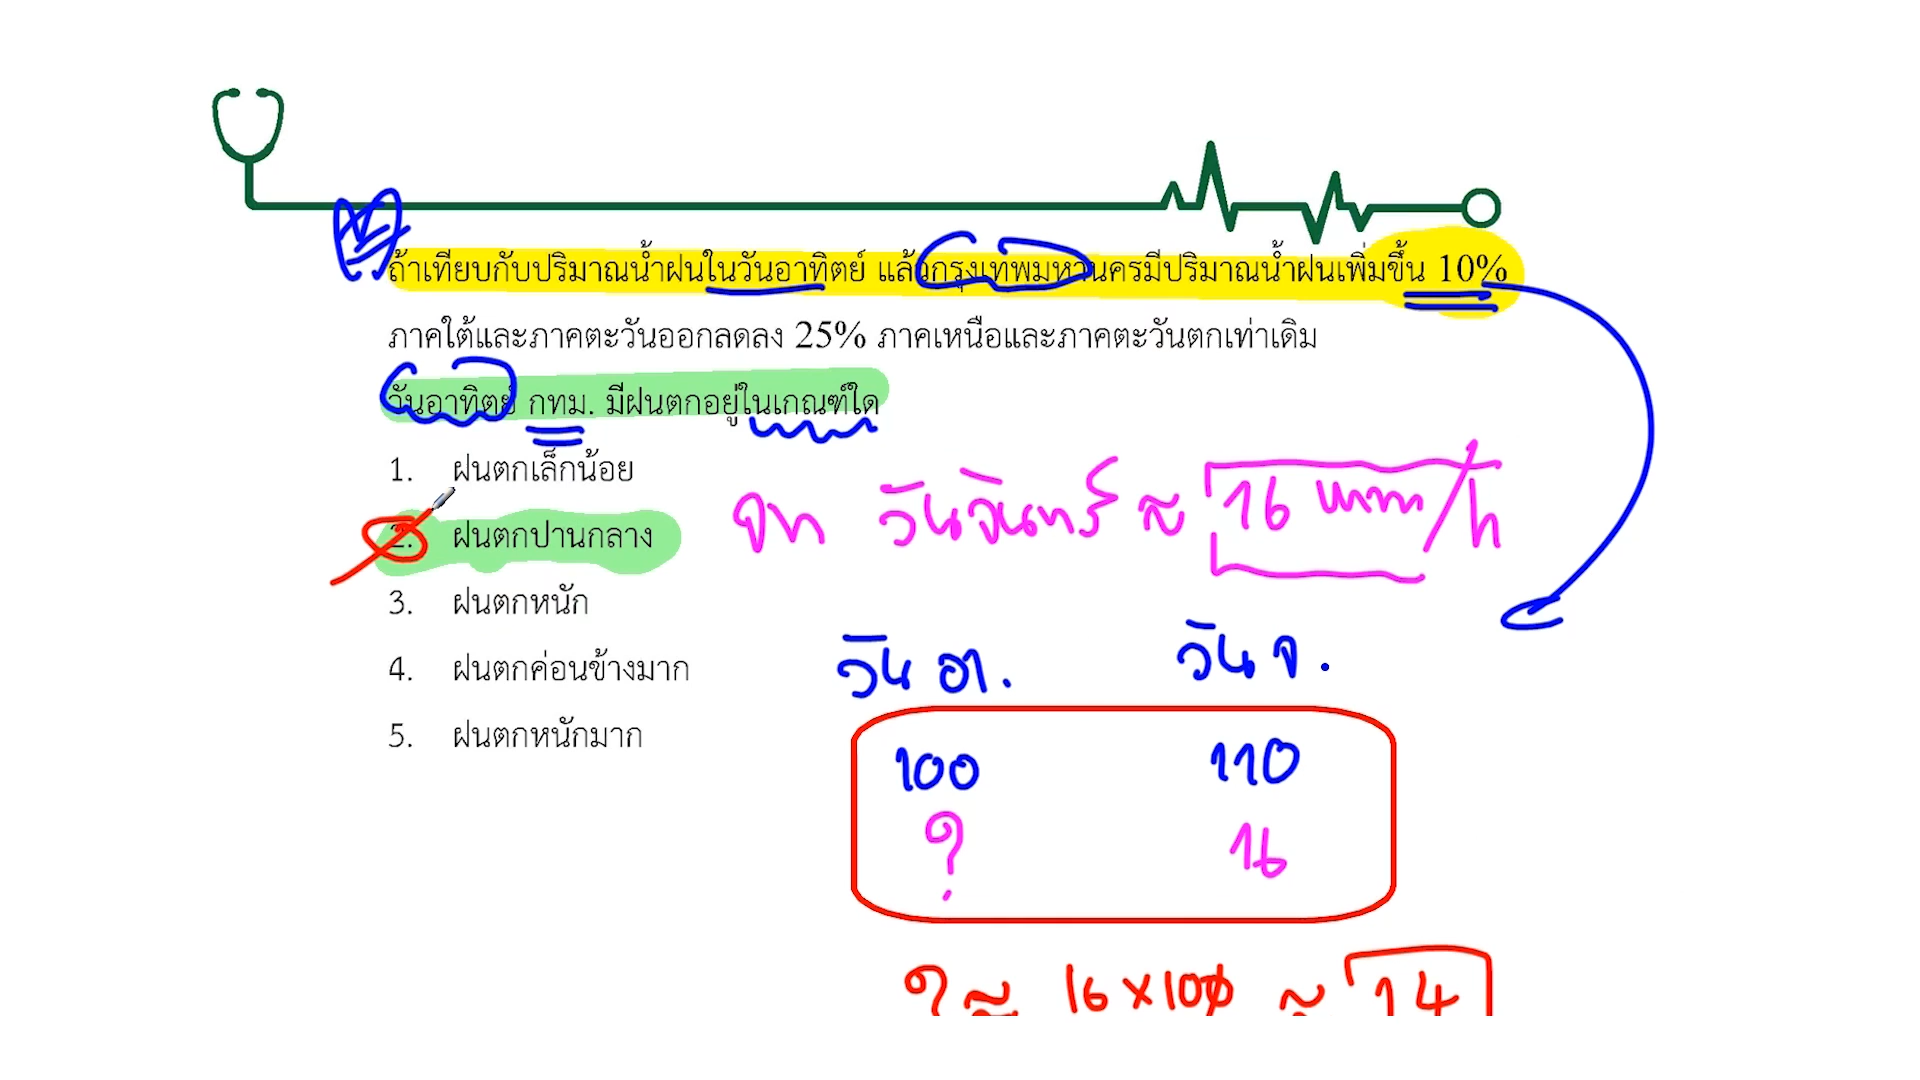 ถ้าเทียบกับปริมาณน้ำฝนในวันอาทิตย์ แล้วกรุงเทพมหานครมีปริมาณน้ำฝนเพิ่มขึ้น 10%
ภาคใต้และภาคตะวันออกลดลง 25% ภาคเหนือและภาคตะวันตกเท่าเดิม
วันอาทิตย์ กทม. มีฝนตกอยู่ในเกณฑ์ใด
1. ฝนตกเล็กน้อย
2. ฝนตกปานกลาง
3. ฝนตกหนัก
4. ฝนตกค่อนข้างมาก
5. ฝนตกหนักมาก
วันจันทร์ ≈ 16 mm/h
วัน อา. วัน จ.
100 110
? 16
? ≈ 16×100 ≈ 14